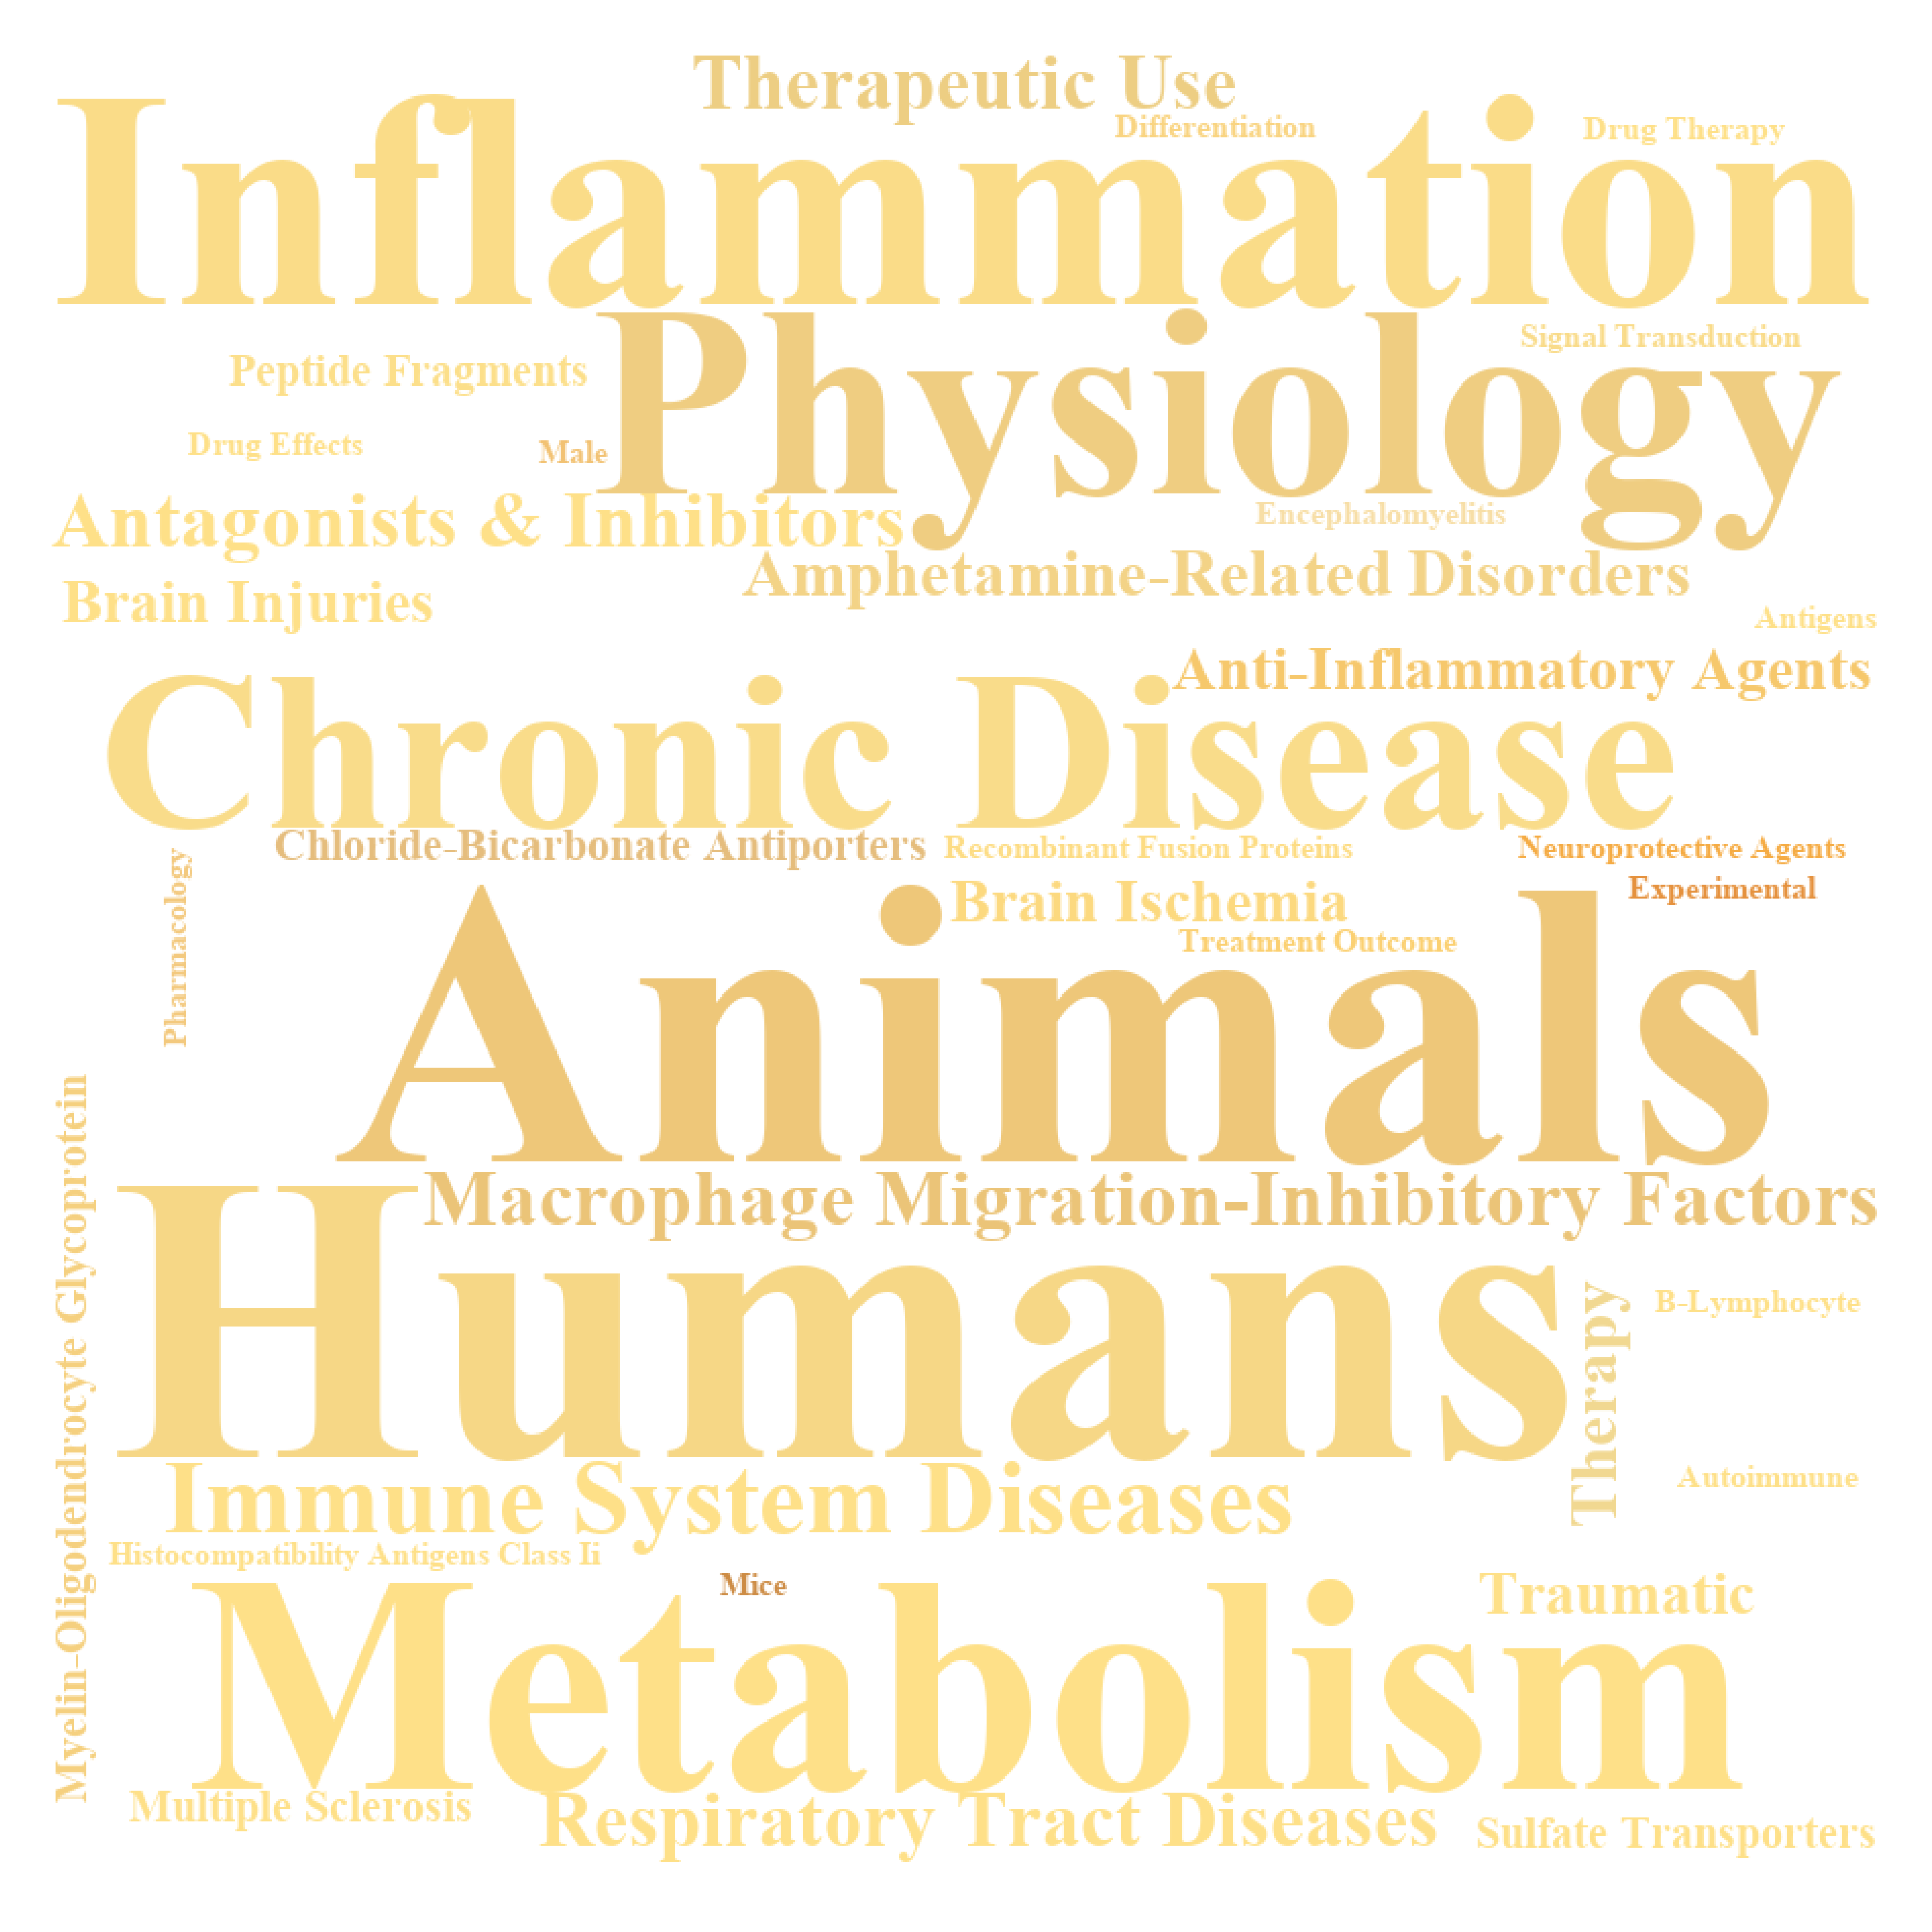 Therapeutic Use
Differentiation
Drug Therapy
Inflammation
Signal Transduction
Peptide Fragments
Physiology
Drug Effects
Male
Antagonists & Inhibitors
Encephalomyelitis
Amphetamine-Related Disorders
Brain Injuries
Antigens
Anti-Inflammatory Agents
Chronic Disease
Chloride-Bicarbonate Antiporters
Recombinant Fusion Proteins
Neuroprotective Agents
Experimental
Brain Ischemia
Treatment Outcome
Pharmacology
Animals
Macrophage Migration-Inhibitory Factors
Myelin-Oligodendrocyte Glycoprotein
Humans
Therapy
B-Lymphocyte
Autoimmune
Immune System Diseases
Histocompatibility Antigens Class Ii
Mice
Traumatic
Metabolism
Multiple Sclerosis
Respiratory Tract Diseases
Sulfate Transporters